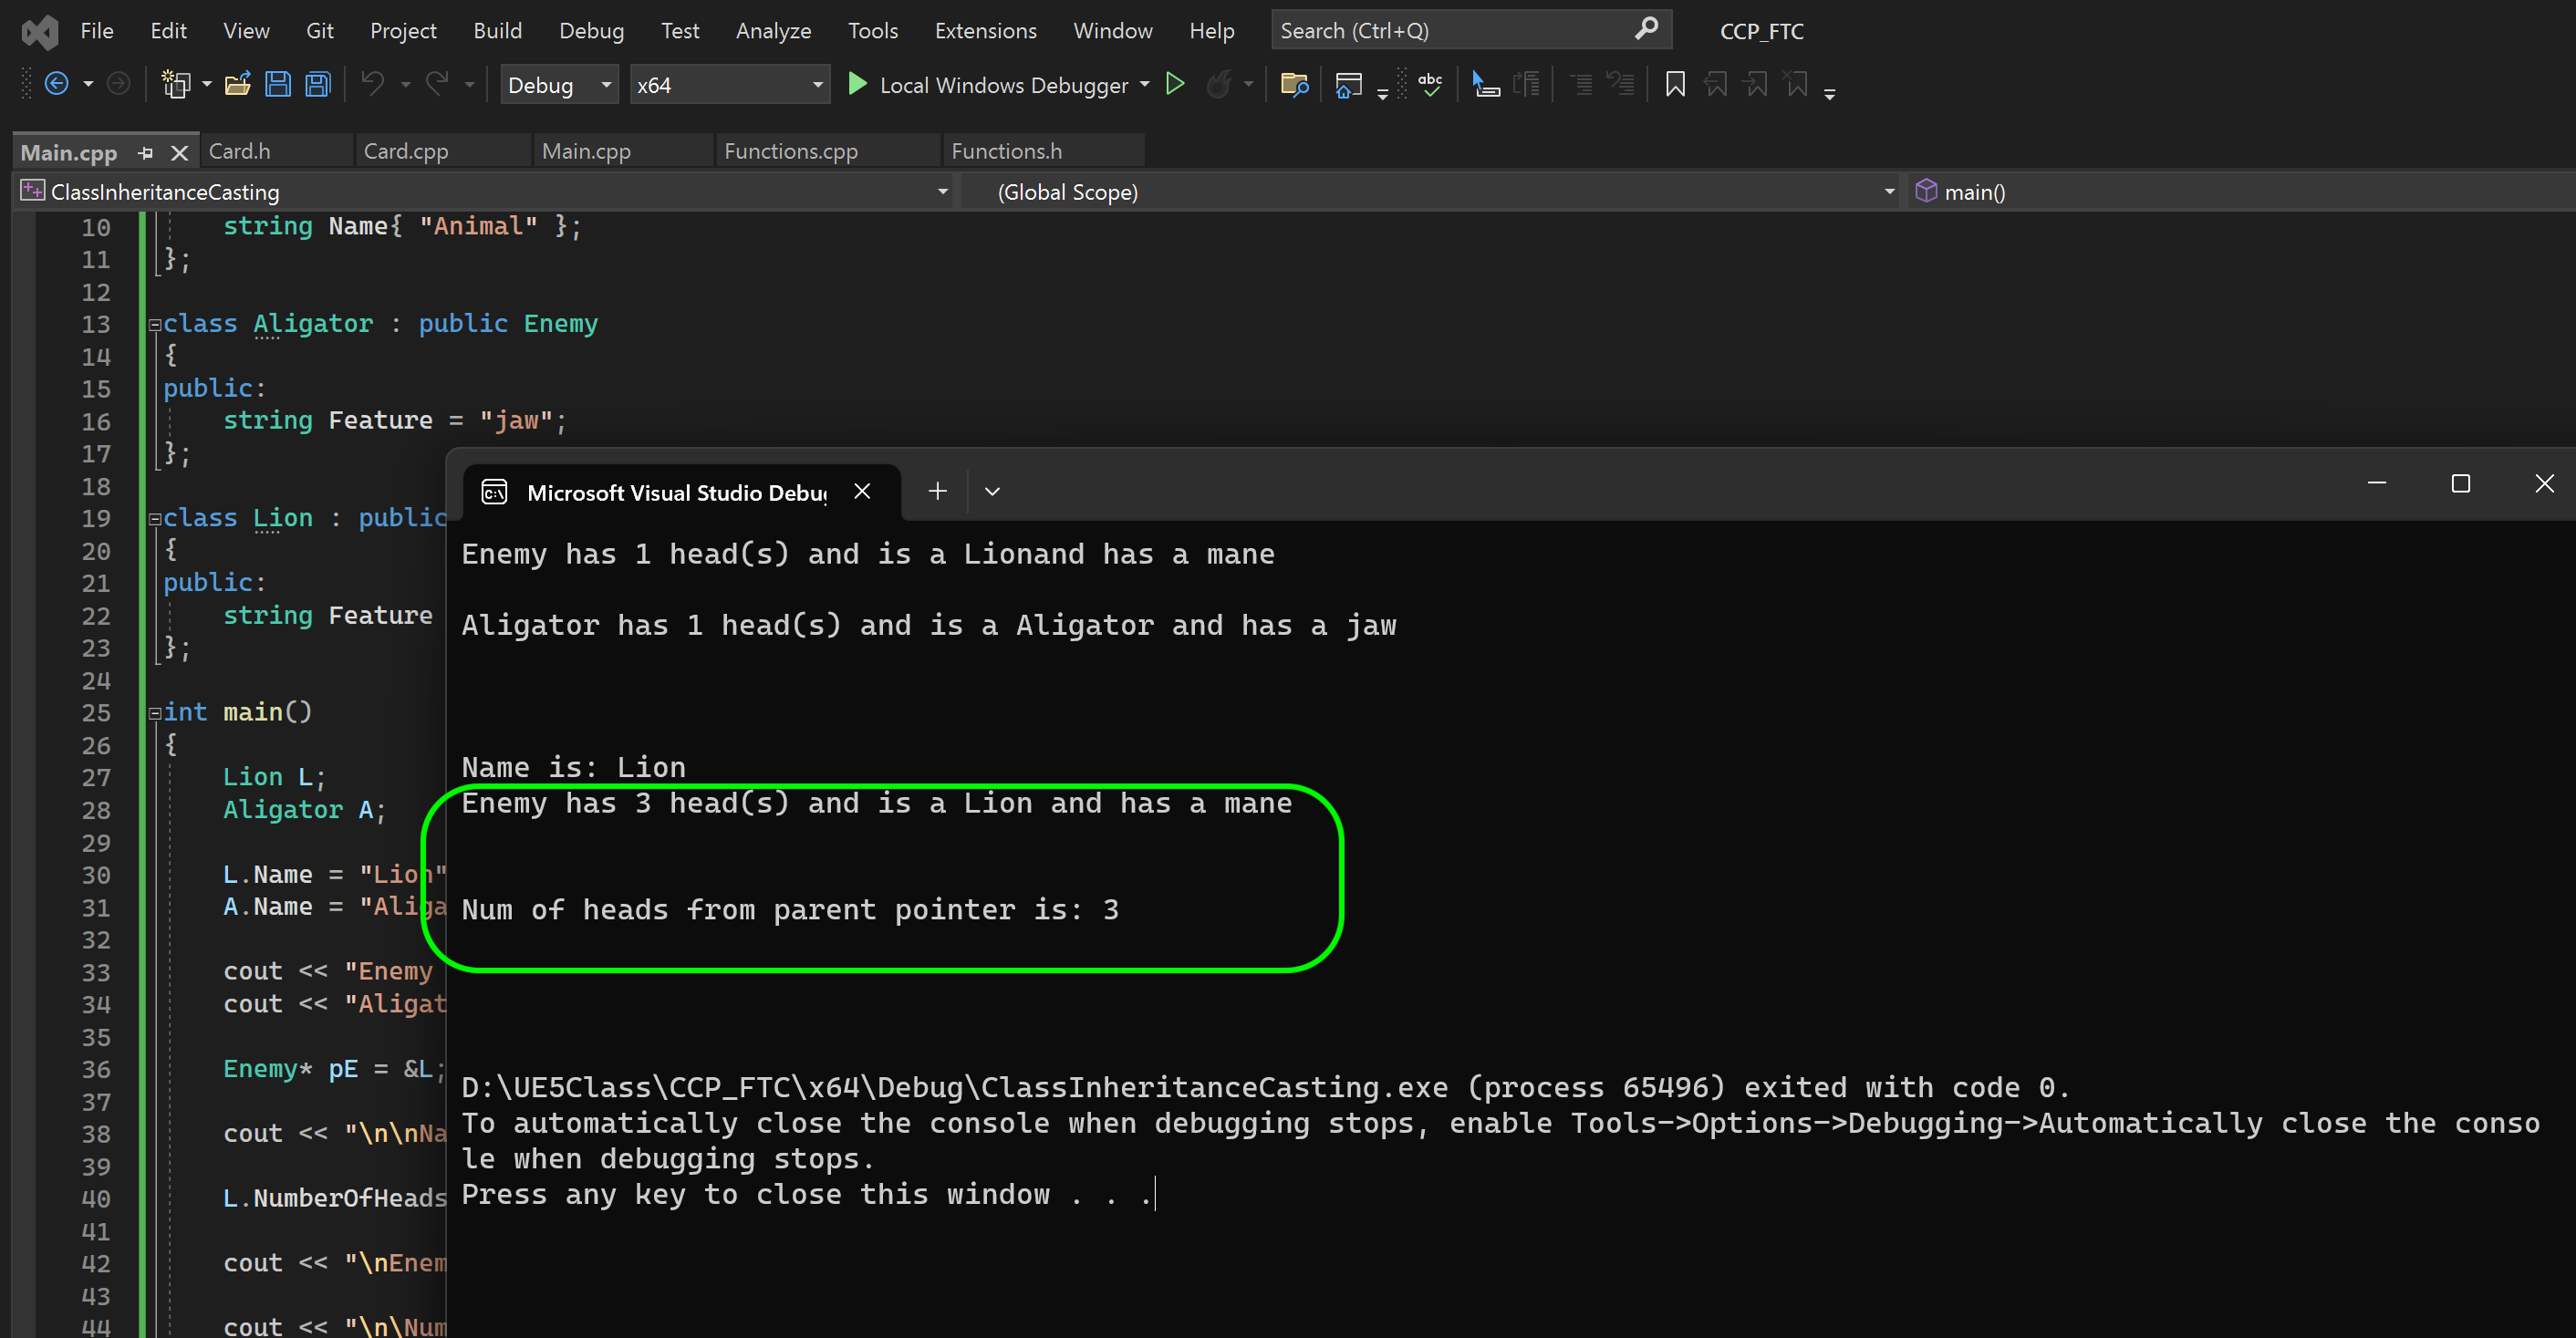 File Edit View Git Project Build Debug Test Analyze Tools Extensions Window Help Search (Ctrl+Q) CCP_FTC
Debug x64 Local Windows Debugger abc
Main.cpp Card.h Card.cpp Main.cpp Functions.cpp Functions.h
ClassInheritanceCasting (Global Scope) main()
10 string Name{ "Animal" };
11 };
12
13 class Aligator : public Enemy
14 {
15 public:
16 string Feature = "jaw";
17 };
18
19 class Lion : public
20 {
21 public:
22 string Feature
23 };
24
25 int main()
26 {
27 Lion L;
28 Aligator A;
29
30 L.Name = "Lion"
31 A.Name = "Aliga
32
33 cout << "Enemy
34 cout << "Aligat
35
36 Enemy* pE = &L;
37
38 cout << "\n\nNa
39
40 L.NumberOfHeads
41
42 cout << "\nEnem
43
44 cout << "\n\Num
Microsoft Visual Studio Debug
Enemy has 1 head(s) and is a Lionand has a mane
Aligator has 1 head(s) and is a Aligator and has a jaw
Name is: Lion
Enemy has 3 head(s) and is a Lion and has a mane
Num of heads from parent pointer is: 3
D:\UE5Class\CCP_FTC\x64\Debug\ClassInheritanceCasting.exe (process 65496) exited with code 0.
To automatically close the console when debugging stops, enable Tools->Options->Debugging->Automatically close the conso
le when debugging stops.
Press any key to close this window . . .